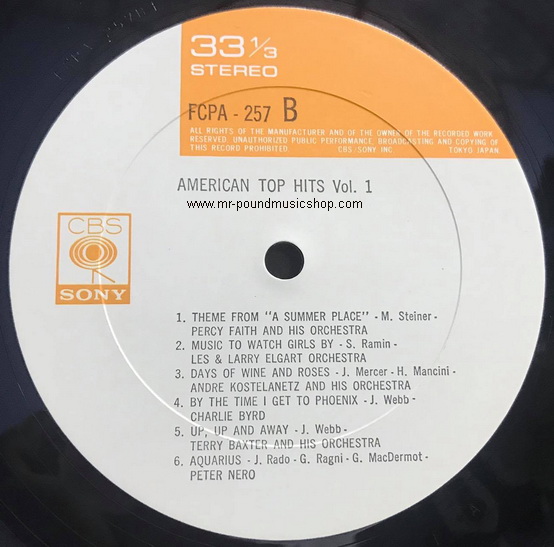 33 1/3
STEREO
FCPA - 257 B
ALL RIGHTS OF THE MANUFACTURER AND OF THE OWNER OF THE RECORDED WORK
RESERVED. UNAUTHORIZED PUBLIC PERFORMANCE, BROADCASTING AND COPYING OF
THIS RECORD PROHIBITED. CBS/SONY INC. TOKYO JAPAN.
AMERICAN TOP HITS Vol. 1
www.mr-poundmusicshop.com
CBS
SONY
1. THEME FROM "A SUMMER PLACE" - M. Steiner -
PERCY FAITH AND HIS ORCHESTRA
2. MUSIC TO WATCH GIRLS BY - S. Ramin -
LES & LARRY ELGART ORCHESTRA
3. DAYS OF WINE AND ROSES - J. Mercer - H. Mancini -
ANDRE KOSTELANETZ AND HIS ORCHESTRA
4. BY THE TIME I GET TO PHOENIX - J. Webb -
CHARLIE BYRD
5. UP, UP AND AWAY - J. Webb -
TERRY BAXTER AND HIS ORCHESTRA
6. AQUARIUS - J. Rado - G. Ragni - G. MacDermot -
PETER NERO